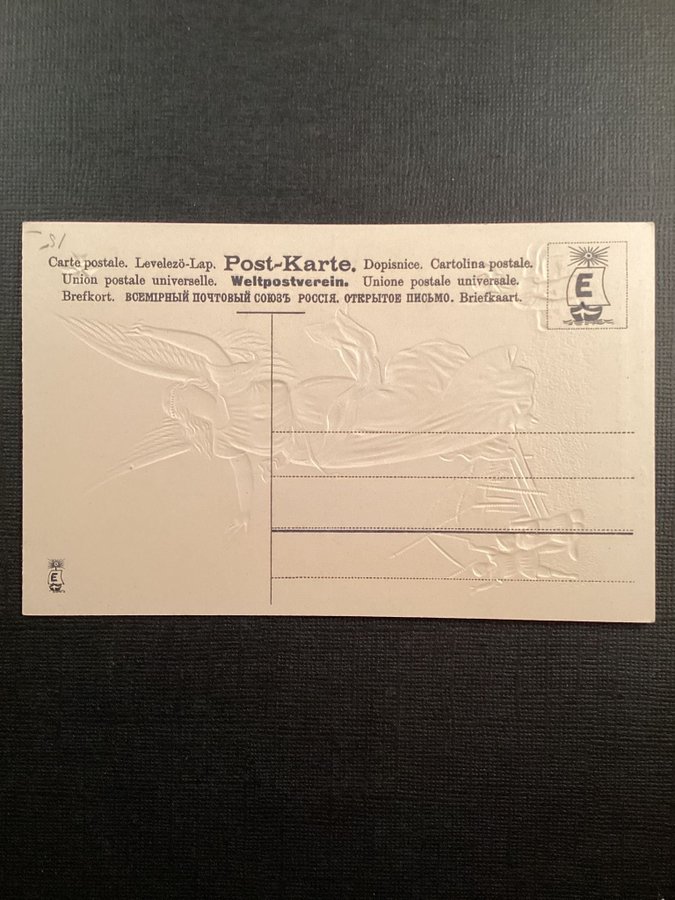 Carte postale. Levelezö-Lap. Post-Karte. Dopisnice. Cartolina postale.
Union postale universelle. Weltpostverein. Unione postale universale.
Brefkort. ВСЕМІРНЫЙ ПОЧТОВЫЙ СОЮЗЪ РОССІЯ. ОТКРЫТОЕ ПИСЬМО. Briefkaart.
E
E